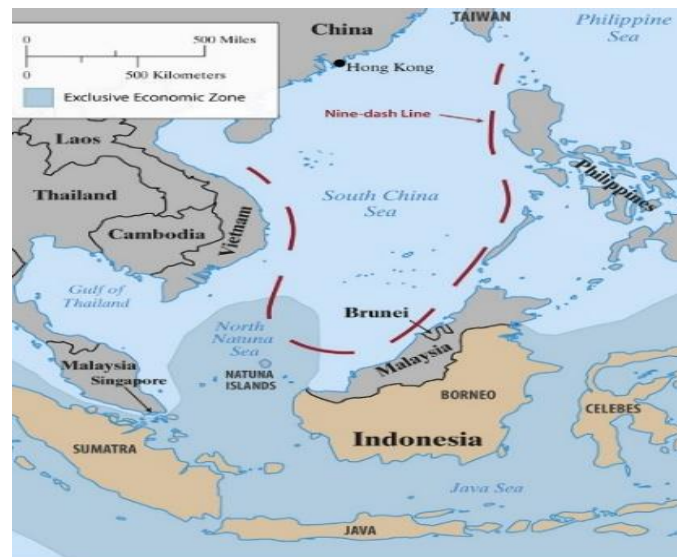 0 500 Miles
0 500 Kilometers
Exclusive Economic Zone
China
TAIWAN
Philippine
Sea
Hong Kong
Nine-dash Line
Laos
Thailand
Cambodia
Vietnam
South China
Sea
Philippines
Gulf of
Thailand
Brunei
North
Natuna
Sea
NATUNA
ISLANDS
Malaysia
Singapore
Malaysia
BORNEO
CELEBES
SUMATRA
Indonesia
Java Sea
JAVA